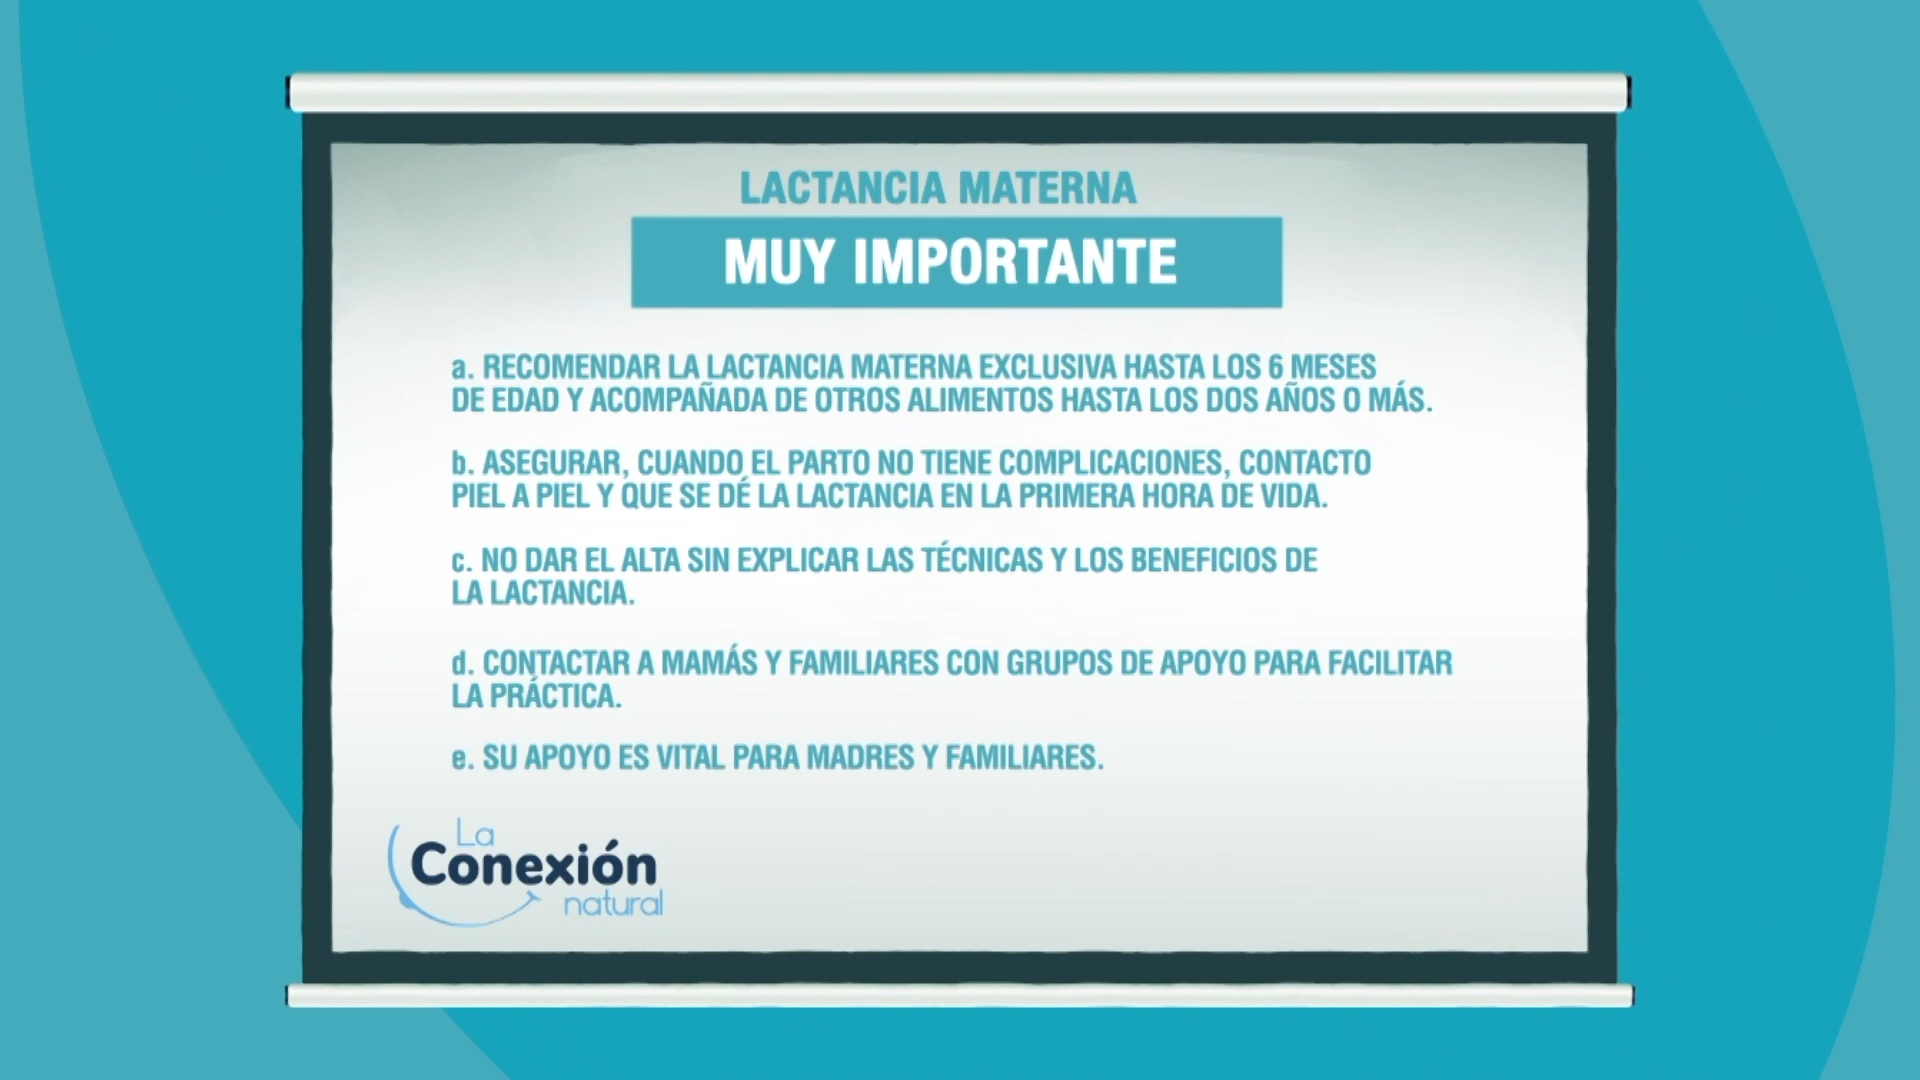 LACTANCIA MATERNA
MUY IMPORTANTE
a. RECOMENDAR LA LACTANCIA MATERNA EXCLUSIVA HASTA LOS 6 MESES
DE EDAD Y ACOMPAÑADA DE OTROS ALIMENTOS HASTA LOS DOS AÑOS O MÁS.
b. ASEGURAR, CUANDO EL PARTO NO TIENE COMPLICACIONES, CONTACTO
PIEL A PIEL Y QUE SE DÉ LA LACTANCIA EN LA PRIMERA HORA DE VIDA.
c. NO DAR EL ALTA SIN EXPLICAR LAS TÉCNICAS Y LOS BENEFICIOS DE
LA LACTANCIA.
d. CONTACTAR A MAMÁS Y FAMILIARES CON GRUPOS DE APOYO PARA FACILITAR
LA PRÁCTICA.
e. SU APOYO ES VITAL PARA MADRES Y FAMILIARES.
La
Conexión
natural